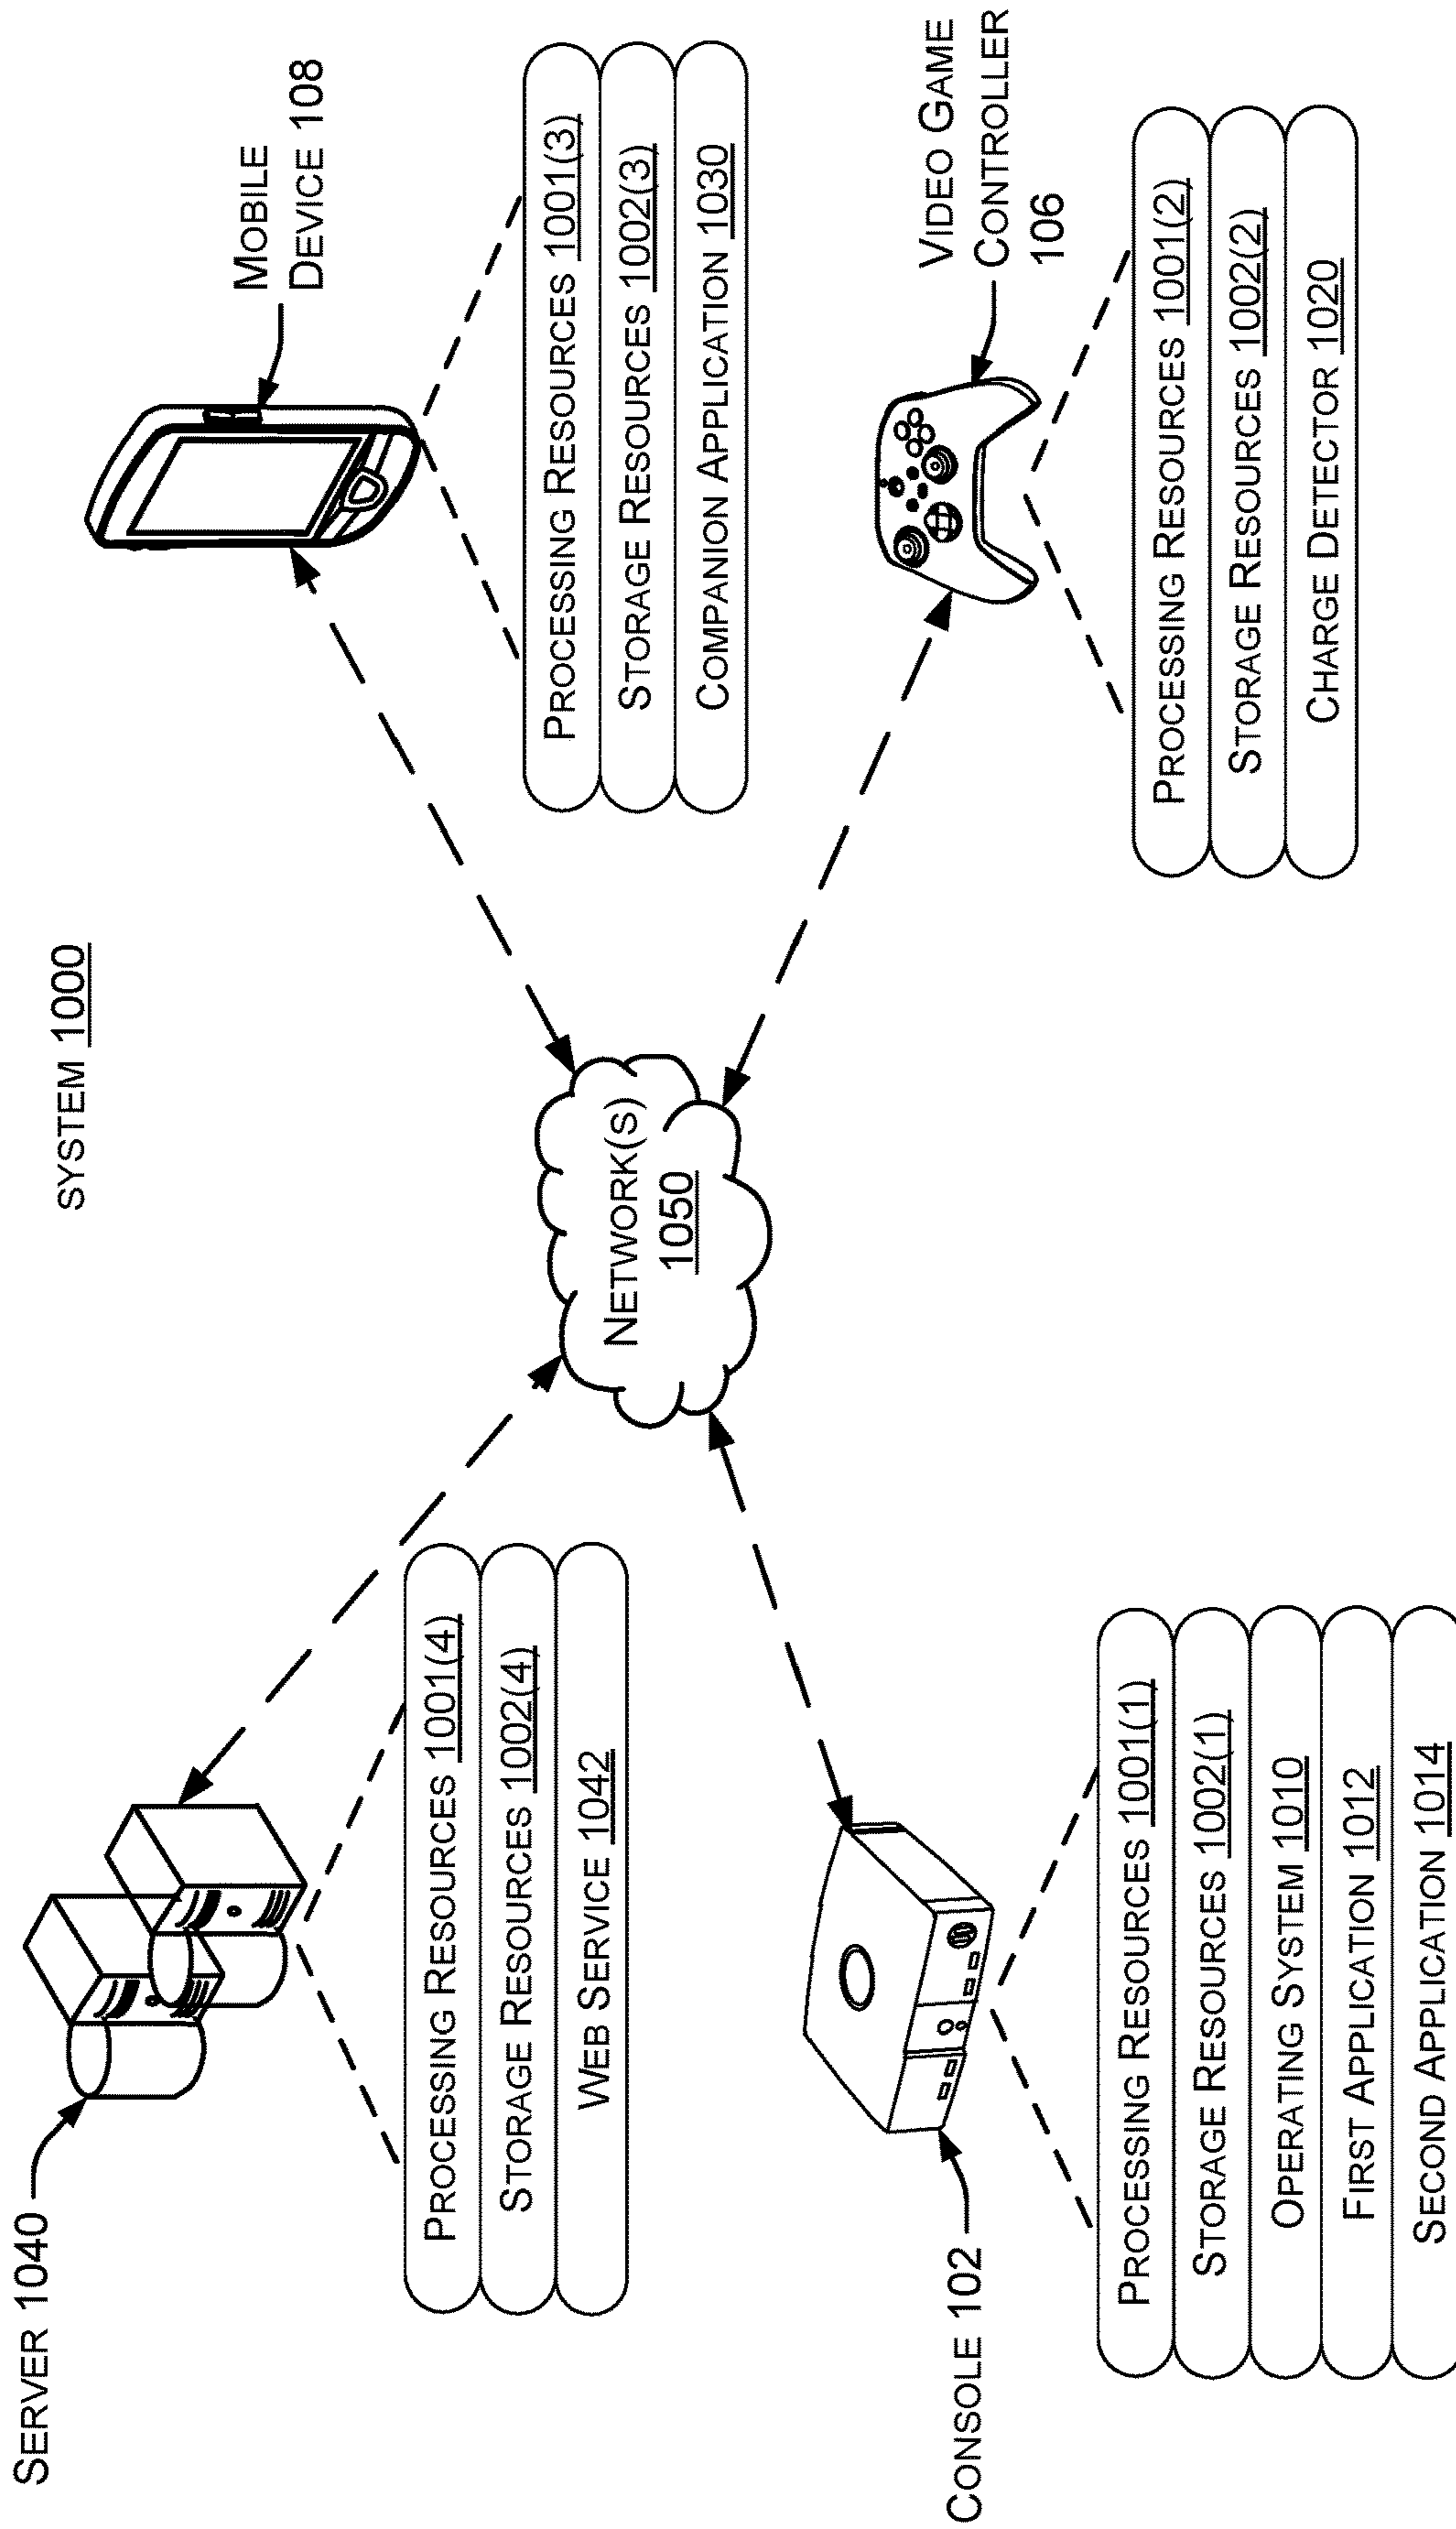 SYSTEM 1000
SERVER 1040
PROCESSING RESOURCES 1001(4)
STORAGE RESOURCES 1002(4)
WEB SERVICE 1042
MOBILE
DEVICE 108
PROCESSING RESOURCES 1001(3)
STORAGE RESOURCES 1002(3)
COMPANION APPLICATION 1030
NETWORK(S)
1050
CONSOLE 102
PROCESSING RESOURCES 1001(1)
STORAGE RESOURCES 1002(1)
OPERATING SYSTEM 1010
FIRST APPLICATION 1012
SECOND APPLICATION 1014
VIDEO GAME
CONTROLLER
106
PROCESSING RESOURCES 1001(2)
STORAGE RESOURCES 1002(2)
CHARGE DETECTOR 1020